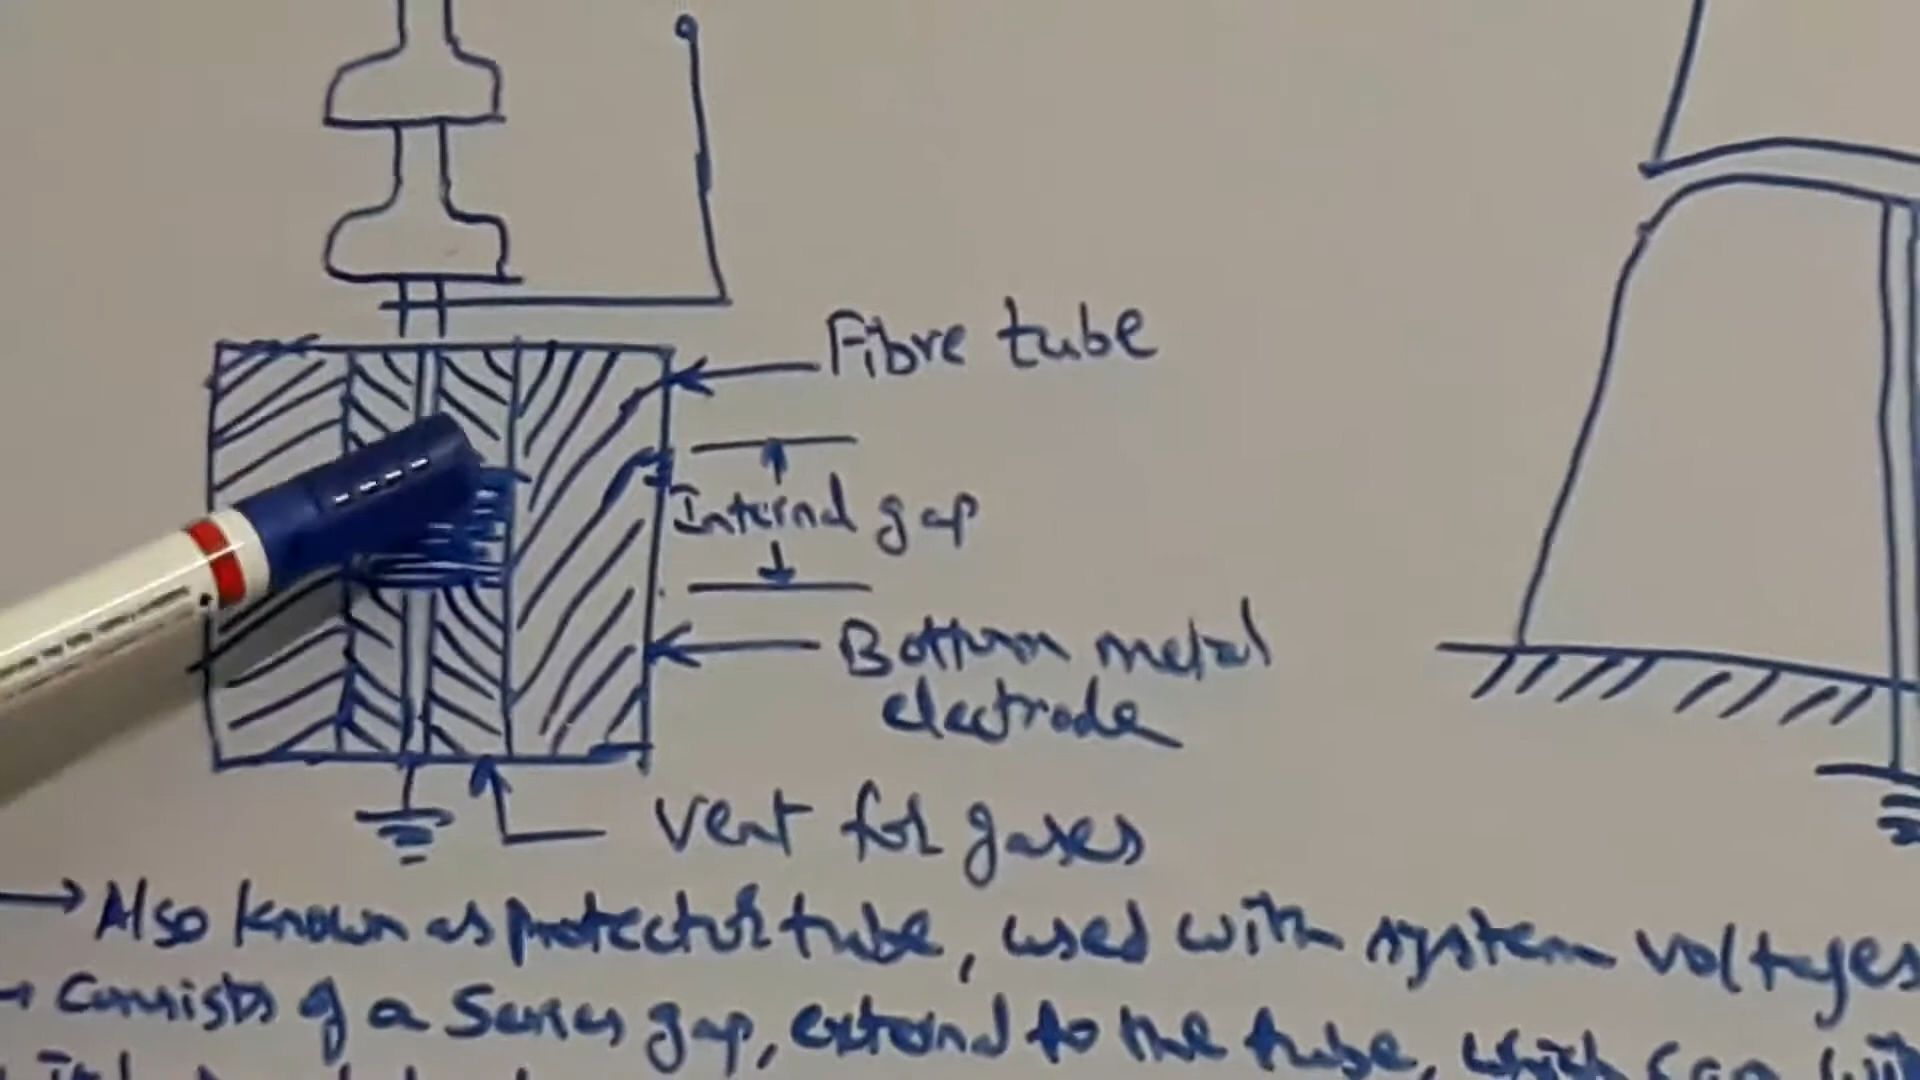 Fibre tube
Internal gap
Bottom metal
electrode
Vent for gases
→ Also known as protector tube, used with system voltages
→ Consists of a Series gap, external to the tube, which can